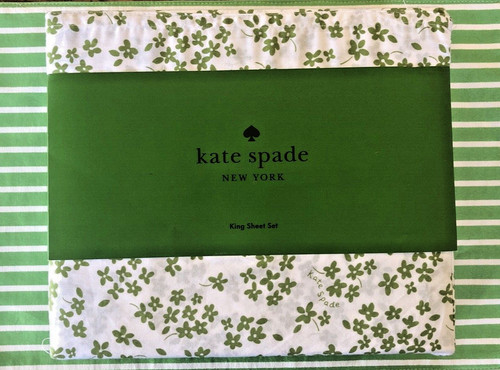 kate spade
NEW YORK
King Sheet Set
kate spade